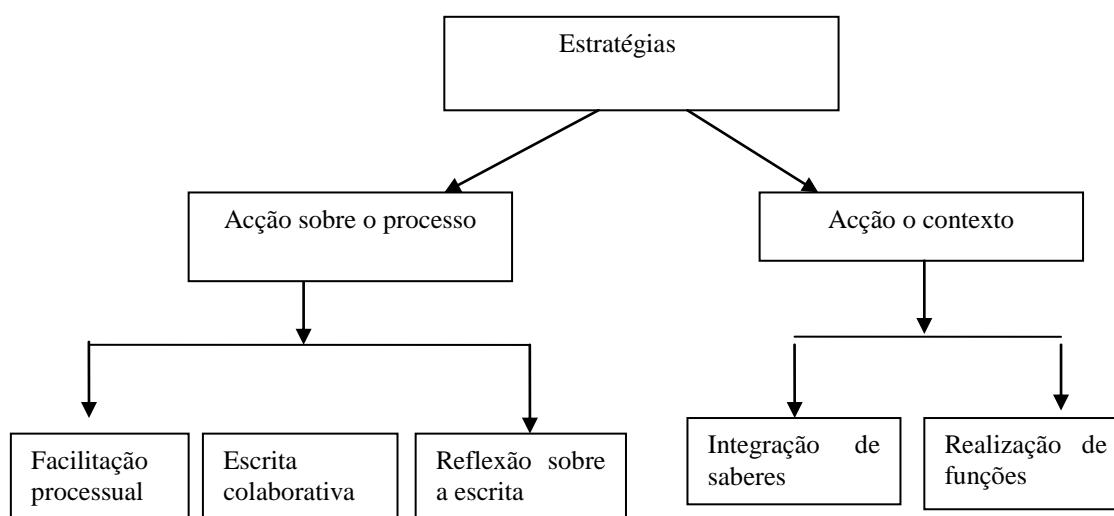 Estratégias
Acção sobre o processo
Acção o contexto
Facilitação
processual
Escrita
colaborativa
Reflexão sobre
a escrita
Integração de
saberes
Realização de
funções